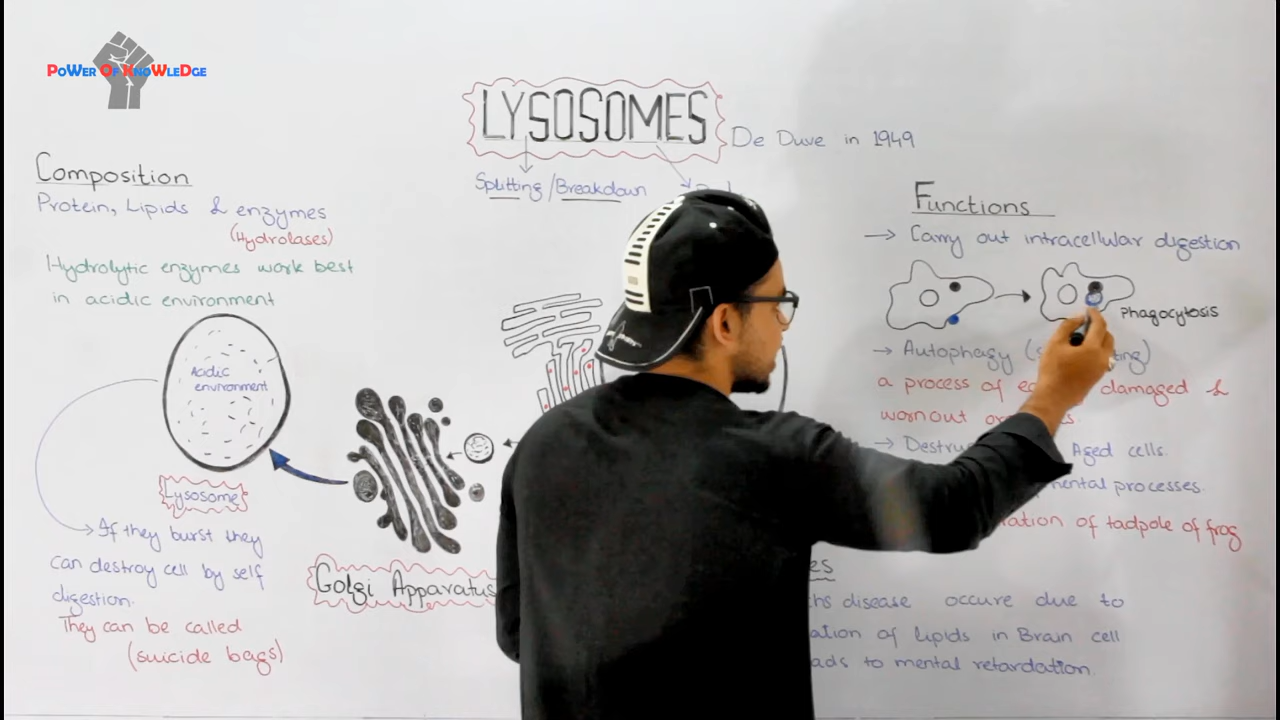 PoWer Of KnoWleDge
LYSOSOMES
De Duve in 1949
Splitting/Breakdown
Composition
Protein, Lipids & enzymes
(Hydrolases)
Hydrolytic enzymes work best
in acidic environment
Acidic
environment
Lysosome
If they burst they
can destroy cell by self
digestion.
They can be called
(suicide bags)
Golgi Apparatus
Functions
→ Carry out intracellular digestion
Phagocytosis
→ Autophagy
a process of damaged &
wornout
→ Aged cells.
processes.
of tadpole of frog
disease occure due to
of lipids in Brain cell
to mental retardation.